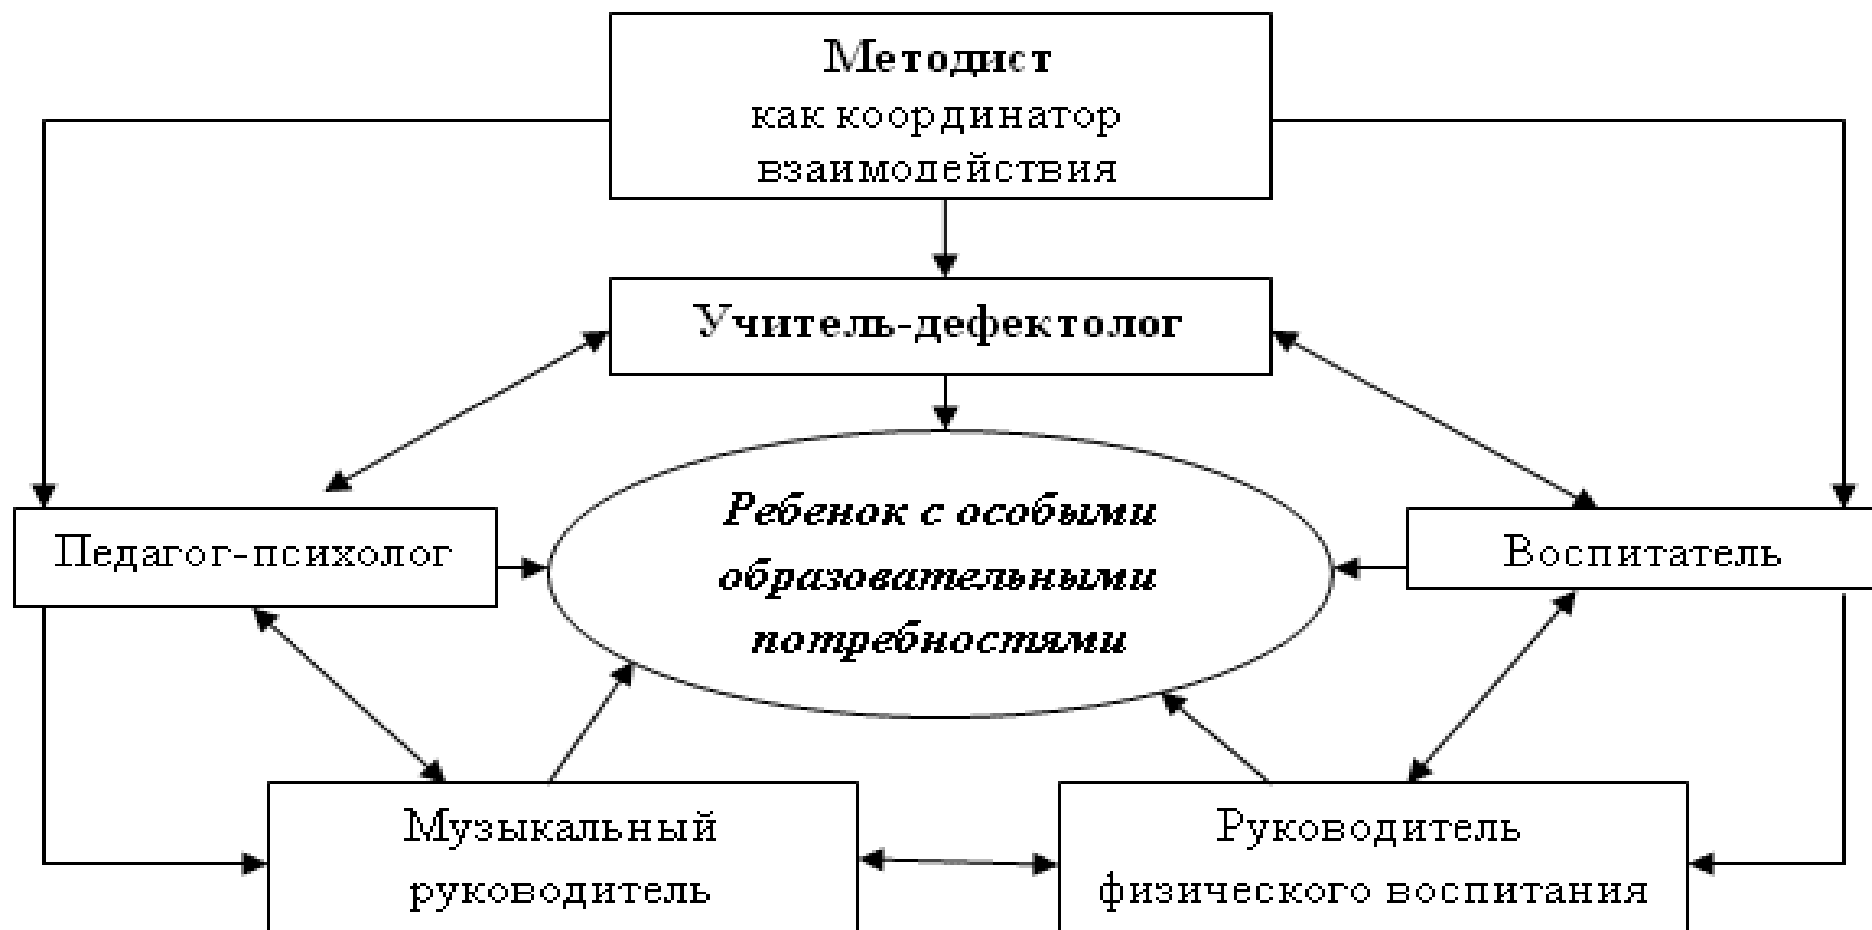 Методист
как координатор
взаимодействия
Учитель-дефектолог
Ребенок с особыми
образовательными
потребностями
Педагог-психолог
Воспитатель
Музыкальный
руководитель
Руководитель
физического воспитания